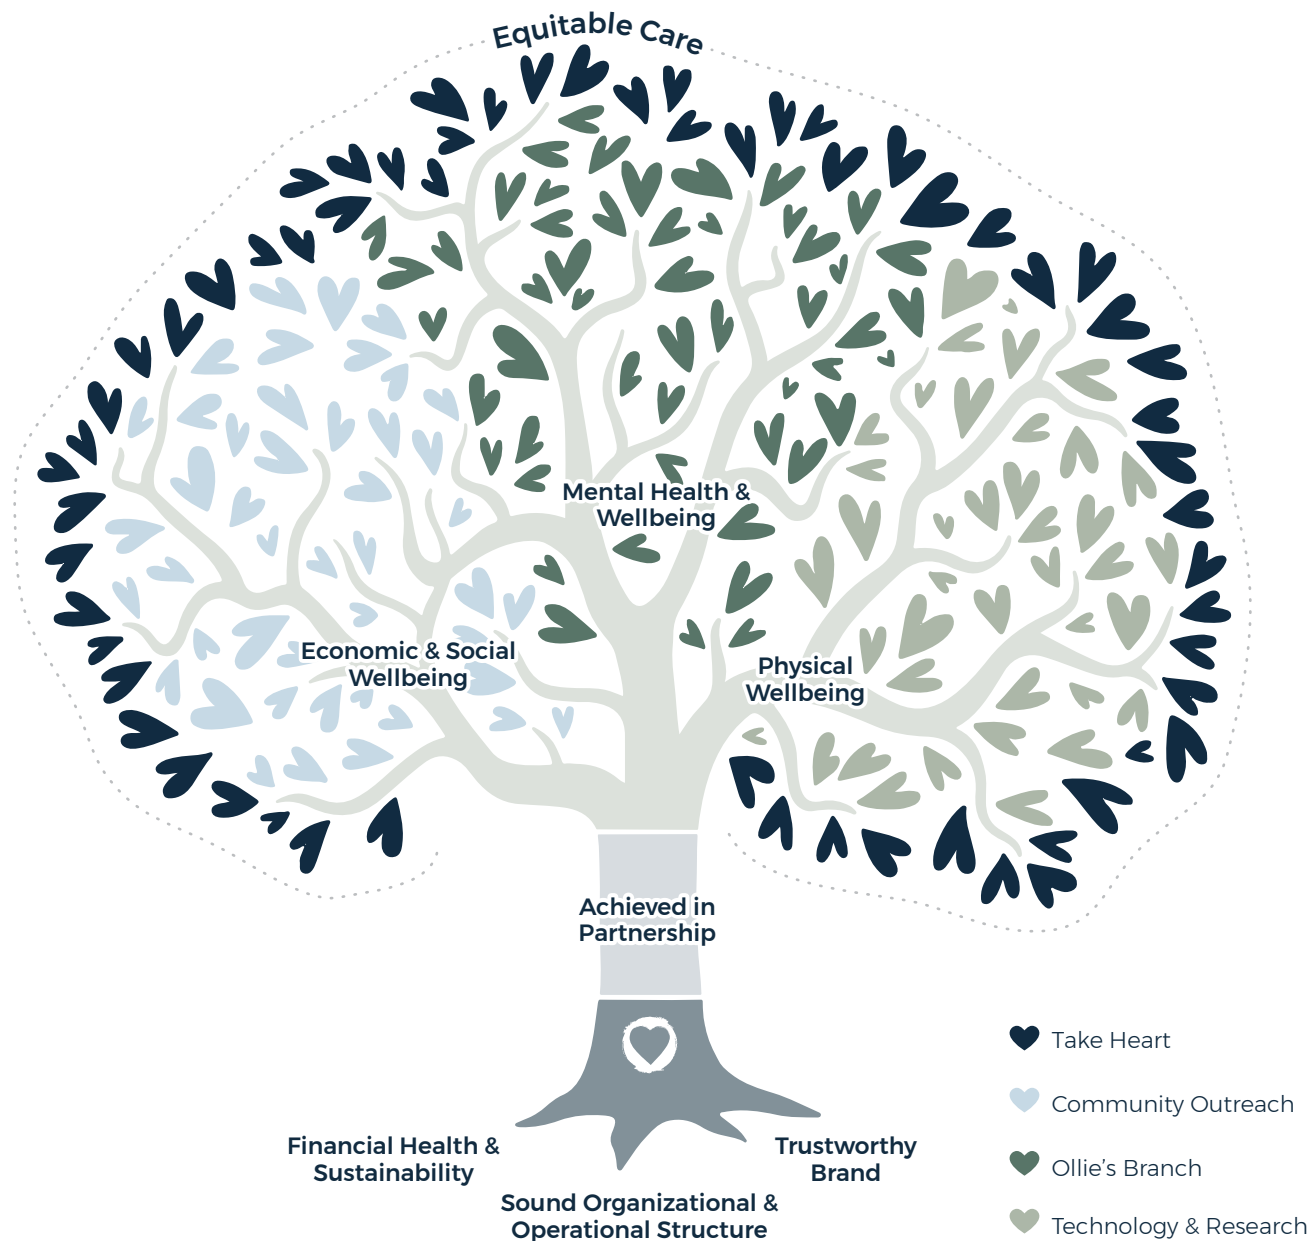 Equitable Care
Mental Health &
Wellbeing
Economic & Social
Wellbeing
Physical
Wellbeing
Achieved in
Partnership
Financial Health &
Sustainability
Sound Organizational &
Operational Structure
Trustworthy
Brand
Take Heart
Community Outreach
Ollie’s Branch
Technology & Research